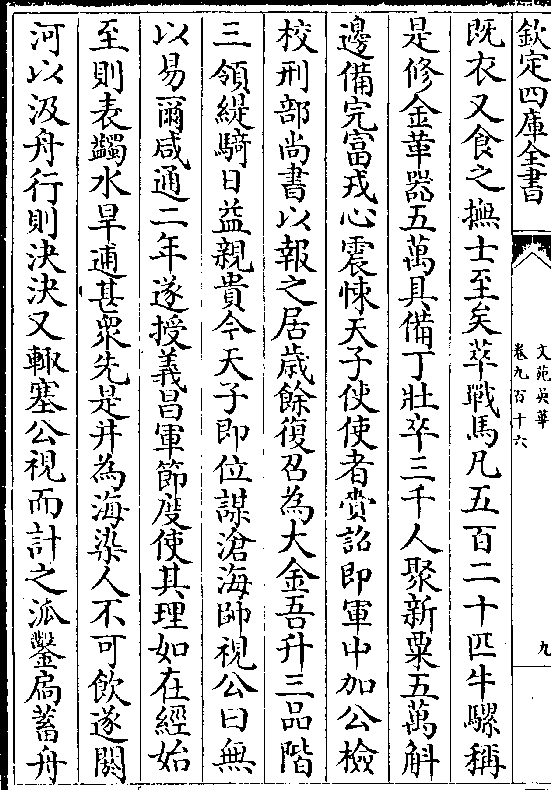 欽定四庫全書
文苑英華
卷九百十六
九
既衣又食之撫士至矣萃戰馬凡五百二十匹牛騾稱
是修金革器五萬具備丁壯卒三千人聚新粟五萬斛
邊備完富戎心震悚天子使使者賫詔即軍中加公檢
校刑部尚書以報之居歳餘復召為大金吾升三品階
三領緹騎日益親貴今天子即位謀滄海帥視公曰無
以易爾咸通二年遂授義昌軍節度使其理如在經始
至則表蠲水旱逋甚衆先是井為海染人不可飲遂闕
河以汲舟行則決決又輙塞公視而計之派鑿扃蓄舟